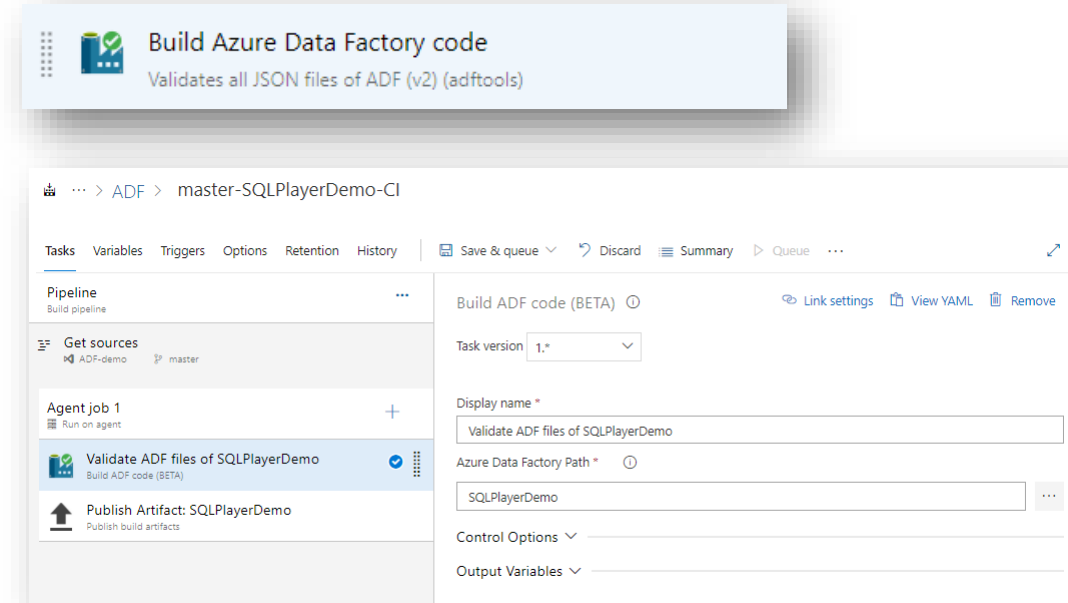 Build Azure Data Factory code
Validates all JSON files of ADF (v2) (adftools)
··· > ADF > master-SQLPlayerDemo-CI
Tasks Variables Triggers Options Retention History Save & queue Discard Summary Queue ···
Pipeline ···
Build pipeline
Get sources
ADF-demo master
Agent job 1 +
Run on agent
Validate ADF files of SQLPlayerDemo
Build ADF code (BETA)
Publish Artifact: SQLPlayerDemo
Publish build artifacts
Build ADF code (BETA) Link settings View YAML Remove
Task version 1.*
Display name *
Validate ADF files of SQLPlayerDemo
Azure Data Factory Path *
SQLPlayerDemo ···
Control Options
Output Variables